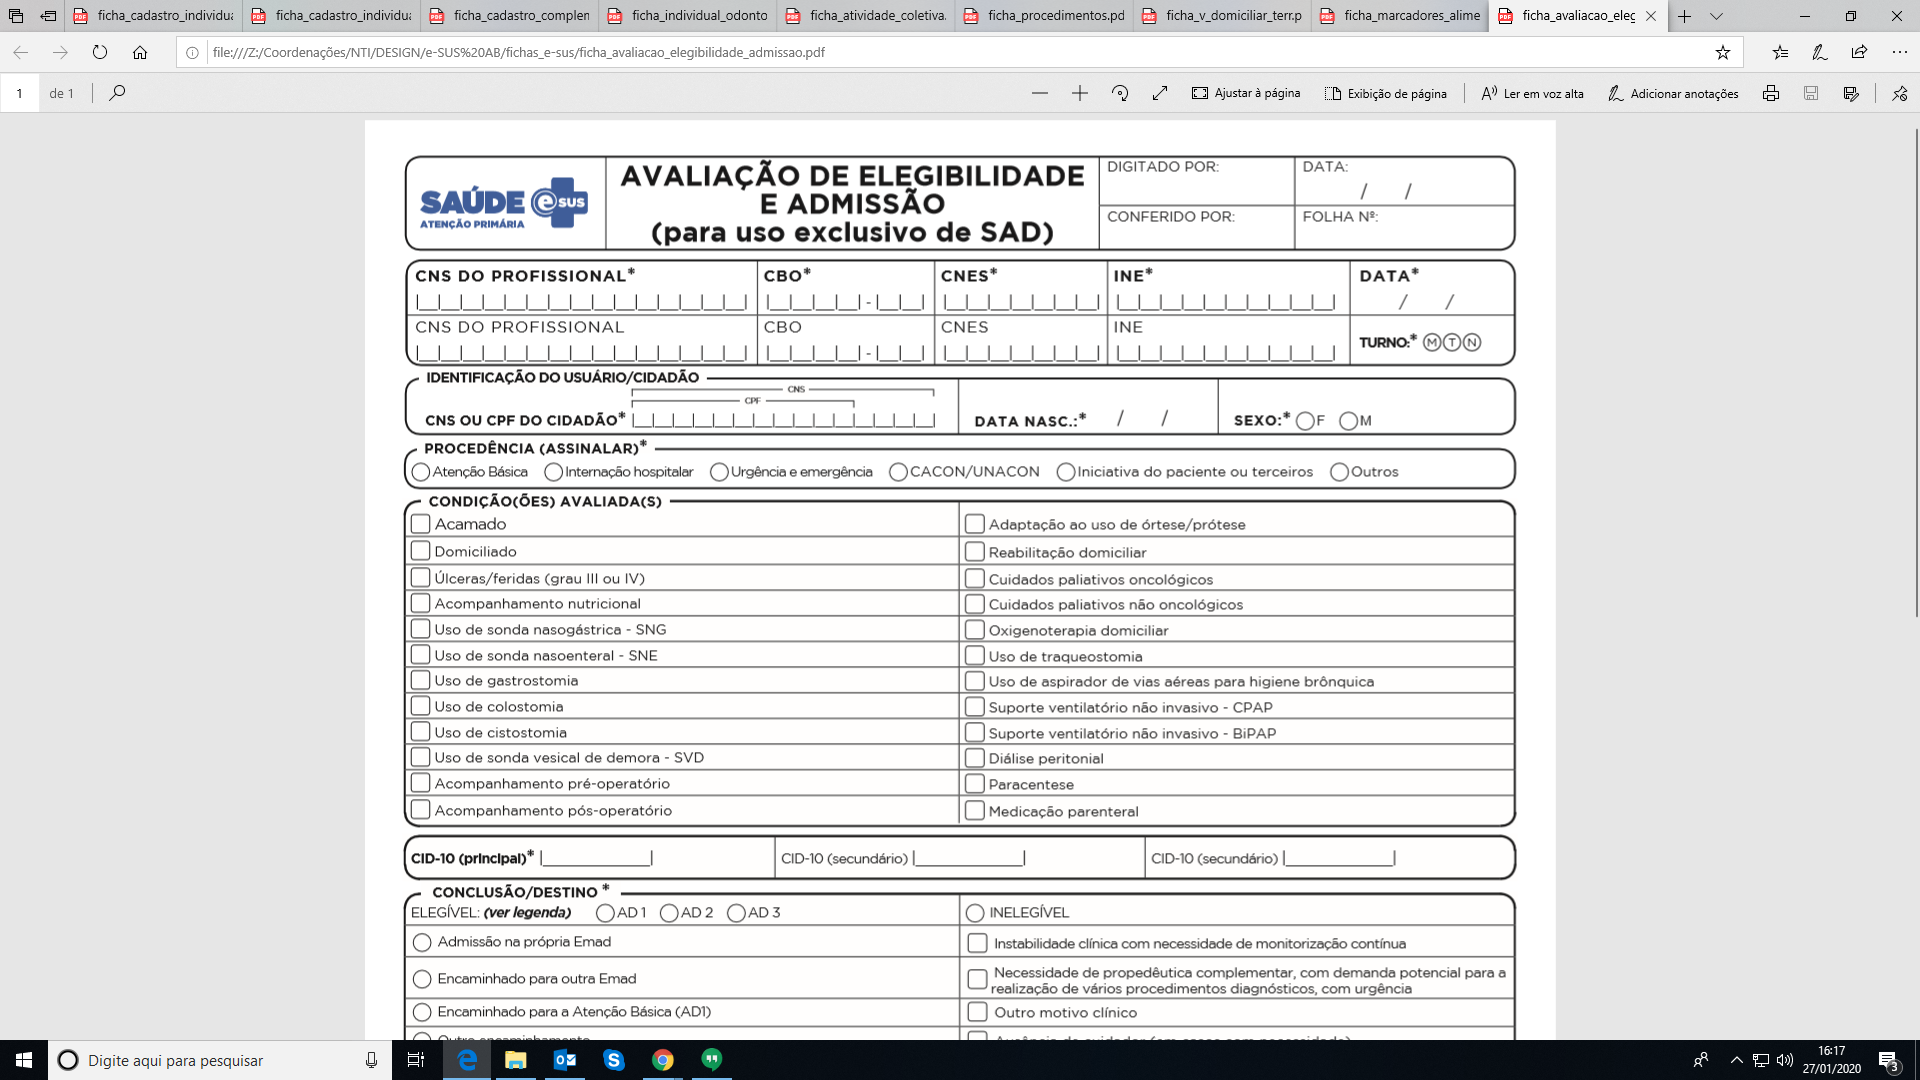 ficha_cadastro_individua
ficha_cadastro_individua
ficha_cadastro_complem
ficha_individual_odonto
ficha_atividade_coletiva.
ficha_procedimentos.pd
ficha_v_domiciliar_terr.p
ficha_marcadores_alime
ficha_avaliacao_eleg
file:///Z:/Coordenações/NTI/DESIGN/e-SUS%20AB/fichas_e-sus/ficha_avaliacao_elegibilidade_admissao.pdf
1 de 1
Ajustar à página
Exibição de página
Ler em voz alta
Adicionar anotações
SAÚDE e sus
ATENÇÃO PRIMÁRIA
AVALIAÇÃO DE ELEGIBILIDADE
E ADMISSÃO
(para uso exclusivo de SAD)
DIGITADO POR:
DATA:
/ /
CONFERIDO POR:
FOLHA Nº:
CNS DO PROFISSIONAL*
CBO*
CNES*
INE*
DATA*
/ /
CNS DO PROFISSIONAL
CBO
CNES
INE
TURNO:* M T N
IDENTIFICAÇÃO DO USUÁRIO/CIDADÃO
CNS
CPF
CNS OU CPF DO CIDADÃO*
DATA NASC.:* / /
SEXO:* F M
PROCEDÊNCIA (ASSINALAR)*
Atenção Básica
Internação hospitalar
Urgência e emergência
CACON/UNACON
Iniciativa do paciente ou terceiros
Outros
CONDIÇÃO(ÕES) AVALIADA(S)
Acamado
Adaptação ao uso de órtese/prótese
Domiciliado
Reabilitação domiciliar
Úlceras/feridas (grau III ou IV)
Cuidados paliativos oncológicos
Acompanhamento nutricional
Cuidados paliativos não oncológicos
Uso de sonda nasogástrica - SNG
Oxigenoterapia domiciliar
Uso de sonda nasoenteral - SNE
Uso de traqueostomia
Uso de gastrostomia
Uso de aspirador de vias aéreas para higiene brônquica
Uso de colostomia
Suporte ventilatório não invasivo - CPAP
Uso de cistostomia
Suporte ventilatório não invasivo - BiPAP
Uso de sonda vesical de demora - SVD
Diálise peritonial
Acompanhamento pré-operatório
Paracentese
Acompanhamento pós-operatório
Medicação parenteral
CID-10 (principal)*
CID-10 (secundário)
CID-10 (secundário)
CONCLUSÃO/DESTINO *
ELEGÍVEL: (ver legenda) AD 1 AD 2 AD 3
INELEGÍVEL
Admissão na própria Emad
Instabilidade clínica com necessidade de monitorização contínua
Encaminhado para outra Emad
Necessidade de propedêutica complementar, com demanda potencial para a
realização de vários procedimentos diagnósticos, com urgência
Encaminhado para a Atenção Básica (AD1)
Outro motivo clínico
Digite aqui para pesquisar
16:17
27/01/2020
3